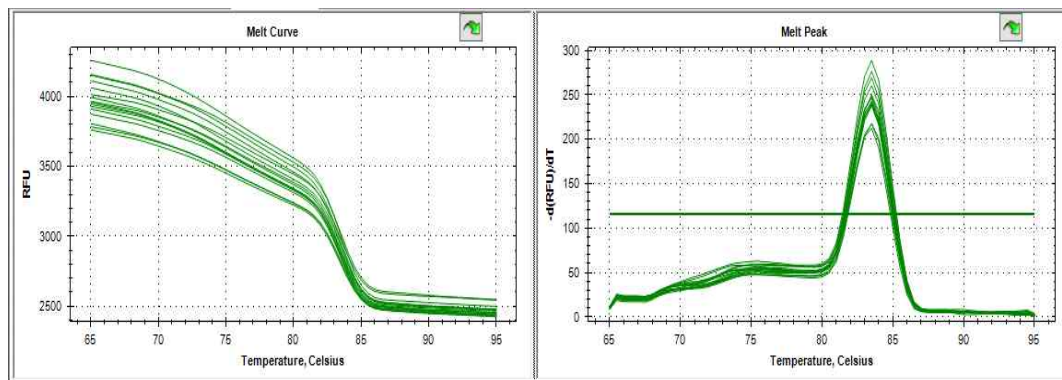 Melt Curve
4000
3500
3000
2500
RFU
65 70 75 80 85 90 95
Temperature, Celsius
Melt Peak
300
250
200
150
100
50
0
-d(RFU)/dT
65 70 75 80 85 90 95
Temperature, Celsius